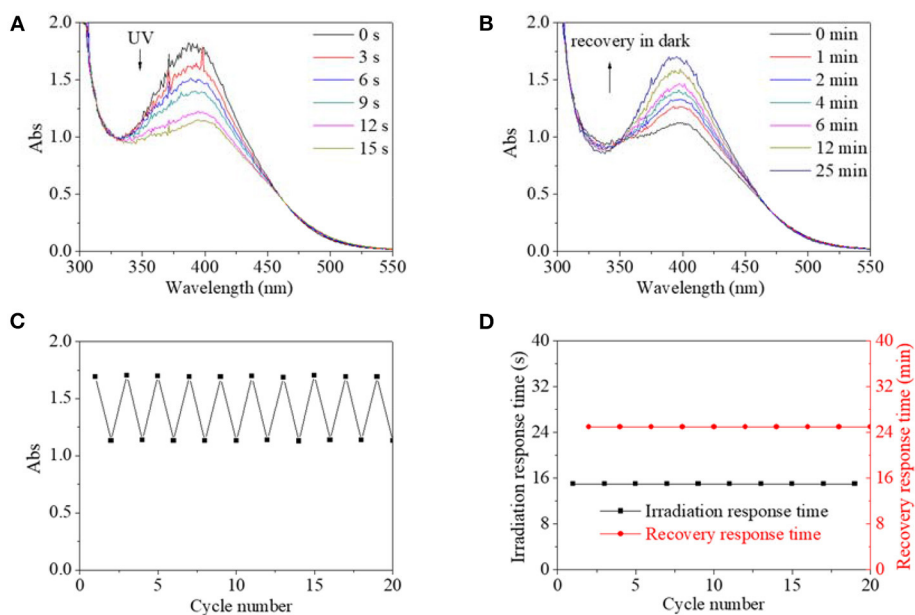 A
UV
0 s
3 s
6 s
9 s
12 s
15 s
2.0
1.5
1.0
0.5
0.0
Abs
300 350 400 450 500 550
Wavelength (nm)
B
recovery in dark
0 min
1 min
2 min
4 min
6 min
12 min
25 min
2.0
1.5
1.0
0.5
0.0
Abs
300 350 400 450 500 550
Wavelength (nm)
C
2.0
1.5
1.0
0.5
0.0
Abs
0 5 10 15 20
Cycle number
D
40
32
24
16
8
0
Irradiation response time (s)
Irradiation response time
Recovery response time
40
32
24
16
8
0
Recovery response time (min)
0 5 10 15 20
Cycle number